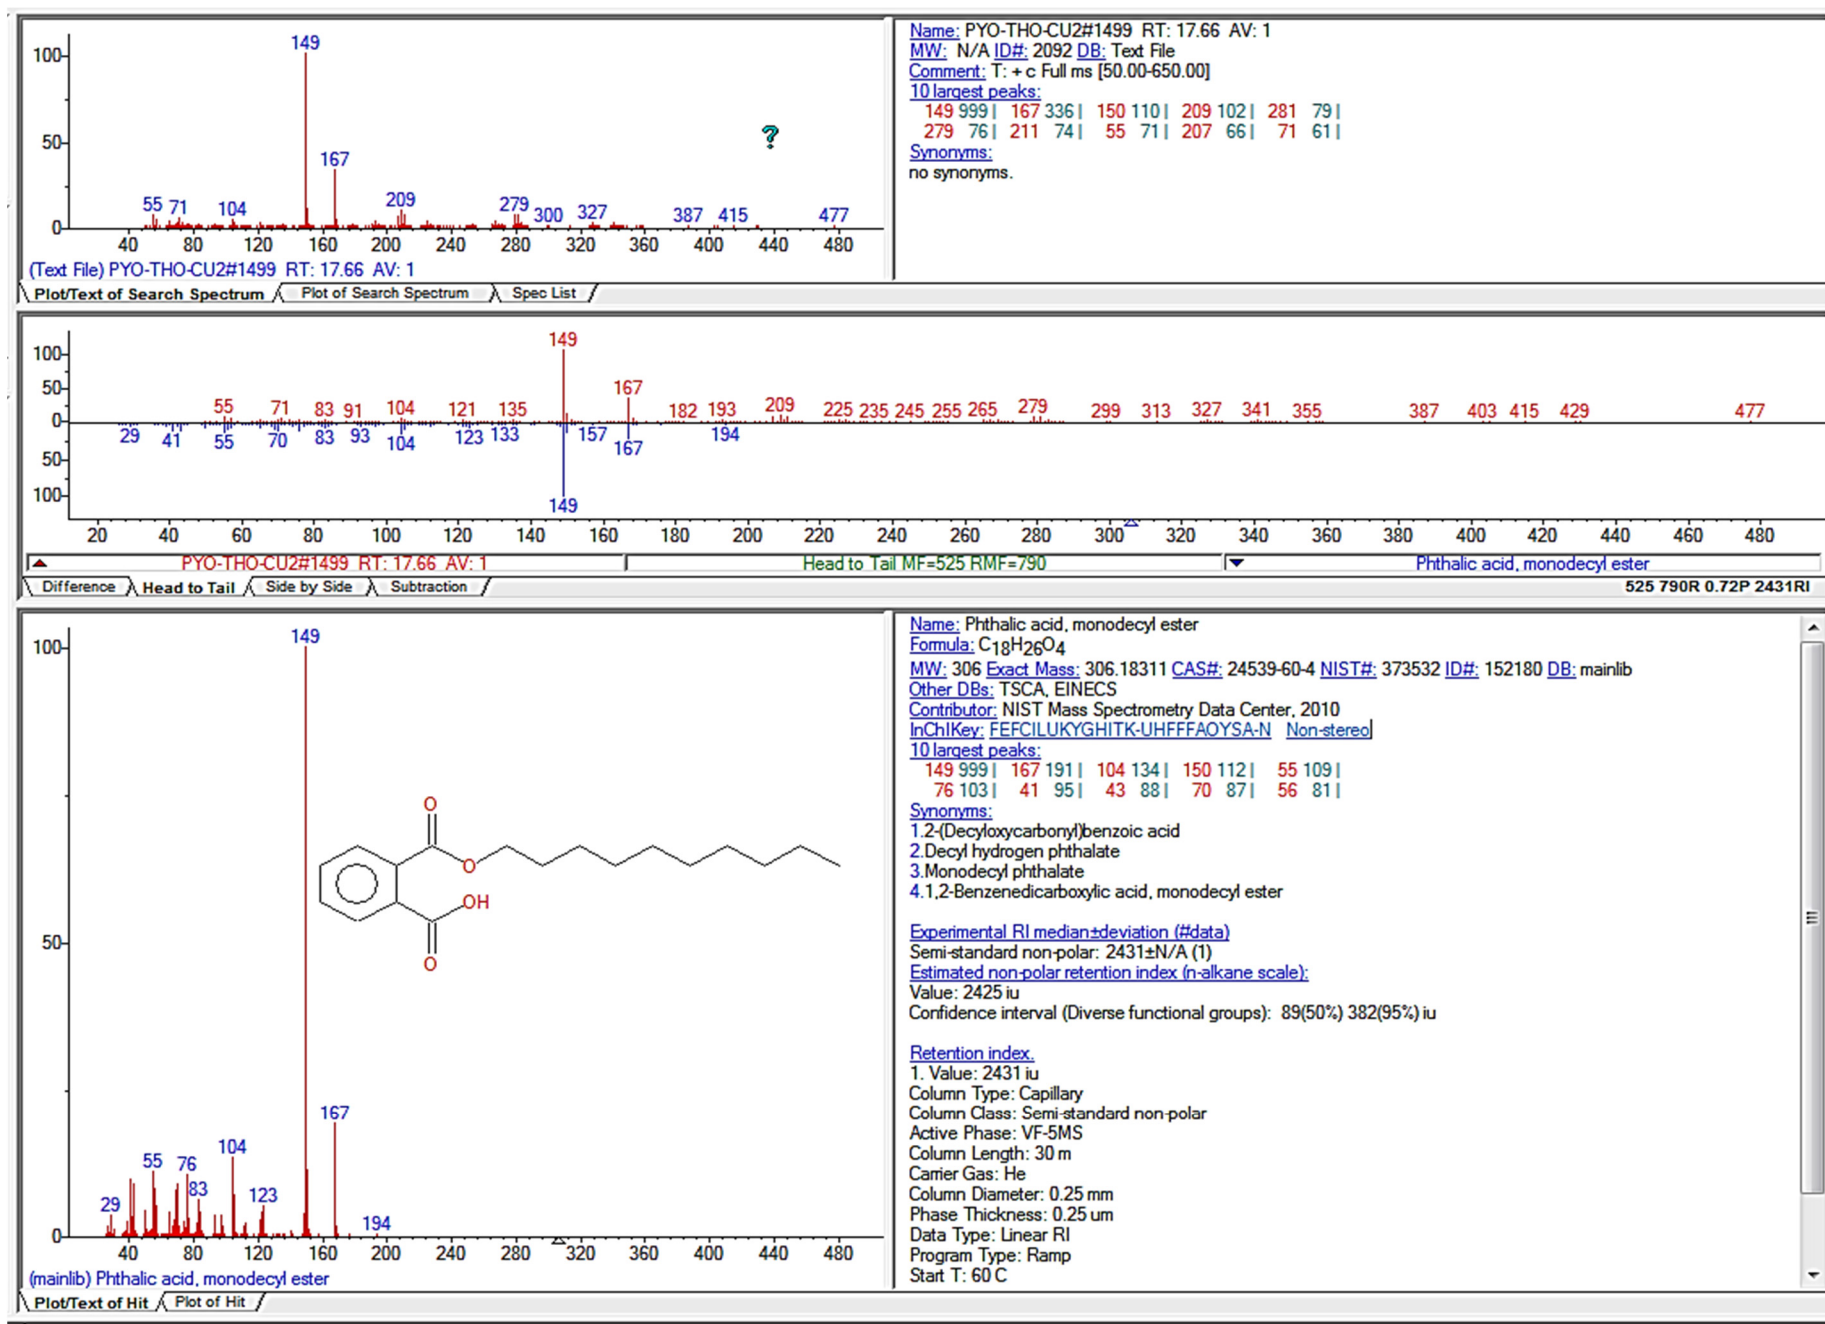 149
100
50
0
167
55
71
104
209
279
300
327
387
415
477
?
40 80 120 160 200 240 280 320 360 400 440 480
(Text File) PYO-THO-CU2#1499 RT: 17.66 AV: 1
Plot/Text of Search Spectrum Plot of Search Spectrum Spec List
Name: PYO-THO-CU2#1499 RT: 17.66 AV: 1
MW: N/A ID#: 2092 DB: Text File
Comment: T: + c Full ms [50.00-650.00]
10 largest peaks:
149 999 | 167 336 | 150 110 | 209 102 | 281 79 |
279 76 | 211 74 | 55 71 | 207 66 | 71 61 |
Synonyms:
no synonyms.
149
100
50
0
50
100
167
55 71 83 91 104 121 135 182 193 209 225 235 245 255 265 279 299 313 327 341 355 387 403 415 429 477
29 41 55 70 83 93 104 123 133 157 167 194
149
20 40 60 80 100 120 140 160 180 200 220 240 260 280 300 320 340 360 380 400 420 440 460 480
PYO-THO-CU2#1499 RT: 17.66 AV: 1 Head to Tail MF=525 RMF=790 Phthalic acid, monodecyl ester
Difference Head to Tail Side by Side Subtraction 525 790R 0.72P 2431RI
149
100
50
0
O
O
OH
O
167
104
55
76
83
123
29
194
40 80 120 160 200 240 280 320 360 400 440 480
(mainlib) Phthalic acid, monodecyl ester
Plot/Text of Hit Plot of Hit
Name: Phthalic acid, monodecyl ester
Formula: C18H26O4
MW: 306 Exact Mass: 306.18311 CAS#: 24539-60-4 NIST#: 373532 ID#: 152180 DB: mainlib
Other DBs: TSCA, EINECS
Contributor: NIST Mass Spectrometry Data Center, 2010
InChIKey: FEFCILUKYGHITK-UHFFFAOYSA-N Non-stereo
10 largest peaks:
149 999 | 167 191 | 104 134 | 150 112 | 55 109 |
76 103 | 41 95 | 43 88 | 70 87 | 56 81 |
Synonyms:
1.2-(Decyloxycarbonyl)benzoic acid
2.Decyl hydrogen phthalate
3.Monodecyl phthalate
4.1,2-Benzenedicarboxylic acid, monodecyl ester
Experimental RI median±deviation (#data)
Semi-standard non-polar: 2431±N/A (1)
Estimated non-polar retention index (n-alkane scale):
Value: 2425 iu
Confidence interval (Diverse functional groups): 89(50%) 382(95%) iu
Retention index.
1. Value: 2431 iu
Column Type: Capillary
Column Class: Semi-standard non-polar
Active Phase: VF-5MS
Column Length: 30 m
Carrier Gas: He
Column Diameter: 0.25 mm
Phase Thickness: 0.25 um
Data Type: Linear RI
Program Type: Ramp
Start T: 60 C